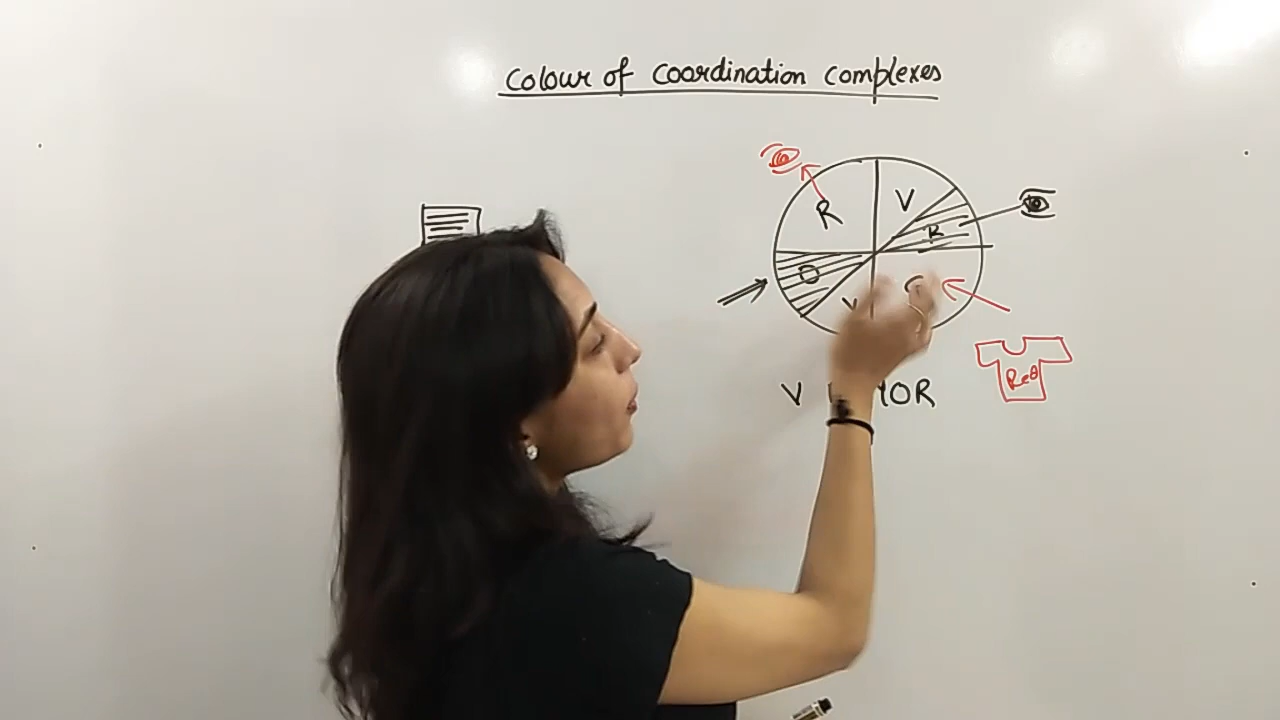 Colour of Coordination Complexes
R V
R
O
Y
Red
V YOR